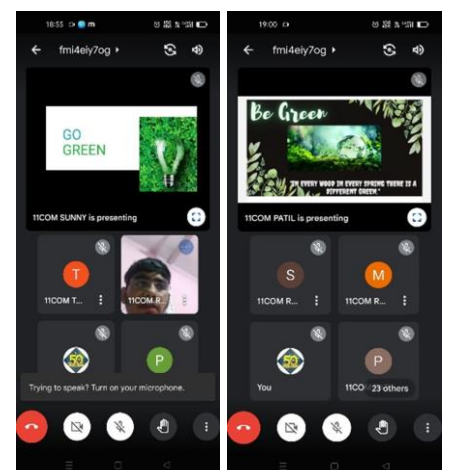 18:55
fmi4eiy7og
GO
GREEN
11COM SUNNY is presenting
T
11COM T...
11COM R...
50
P
Trying to speak? Turn on your microphone.
19:00
fmi4eiy7og
Be Green
"IN EVERY WOOD IN EVERY SPRING THERE IS A
DIFFERENT GREEN."
11COM PATIL is presenting
S
11COM R...
M
11COM R...
50
You
P
11CO
23 others